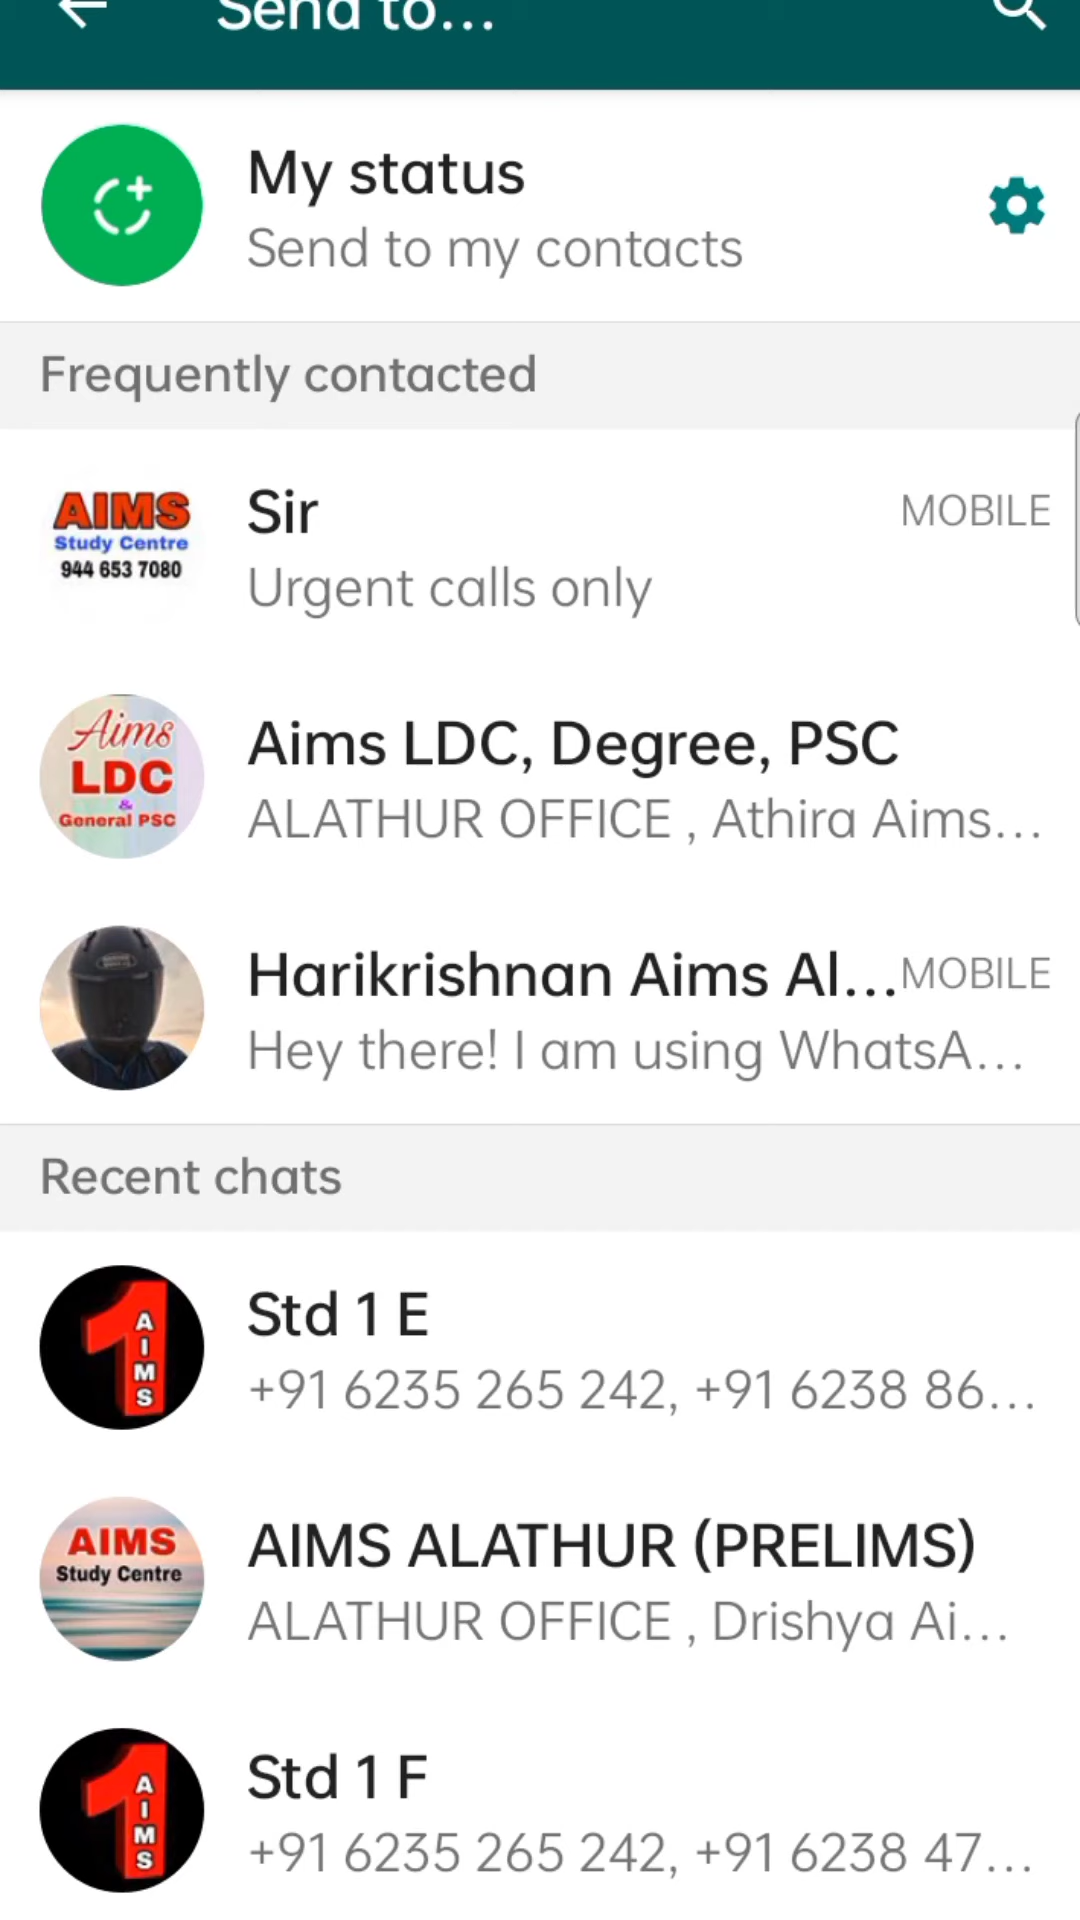 Send to...
My status
Send to my contacts
Frequently contacted
AIMS
Study Centre
944 653 7080
Sir
MOBILE
Urgent calls only
Aims
LDC
&
General PSC
Aims LDC, Degree, PSC
ALATHUR OFFICE , Athira Aims...
Harikrishnan Aims Al...
MOBILE
Hey there! I am using WhatsA...
Recent chats
1
AIMS
Std 1 E
+91 6235 265 242, +91 6238 86...
AIMS
Study Centre
AIMS ALATHUR (PRELIMS)
ALATHUR OFFICE , Drishya Ai...
1
AIMS
Std 1 F
+91 6235 265 242, +91 6238 47...